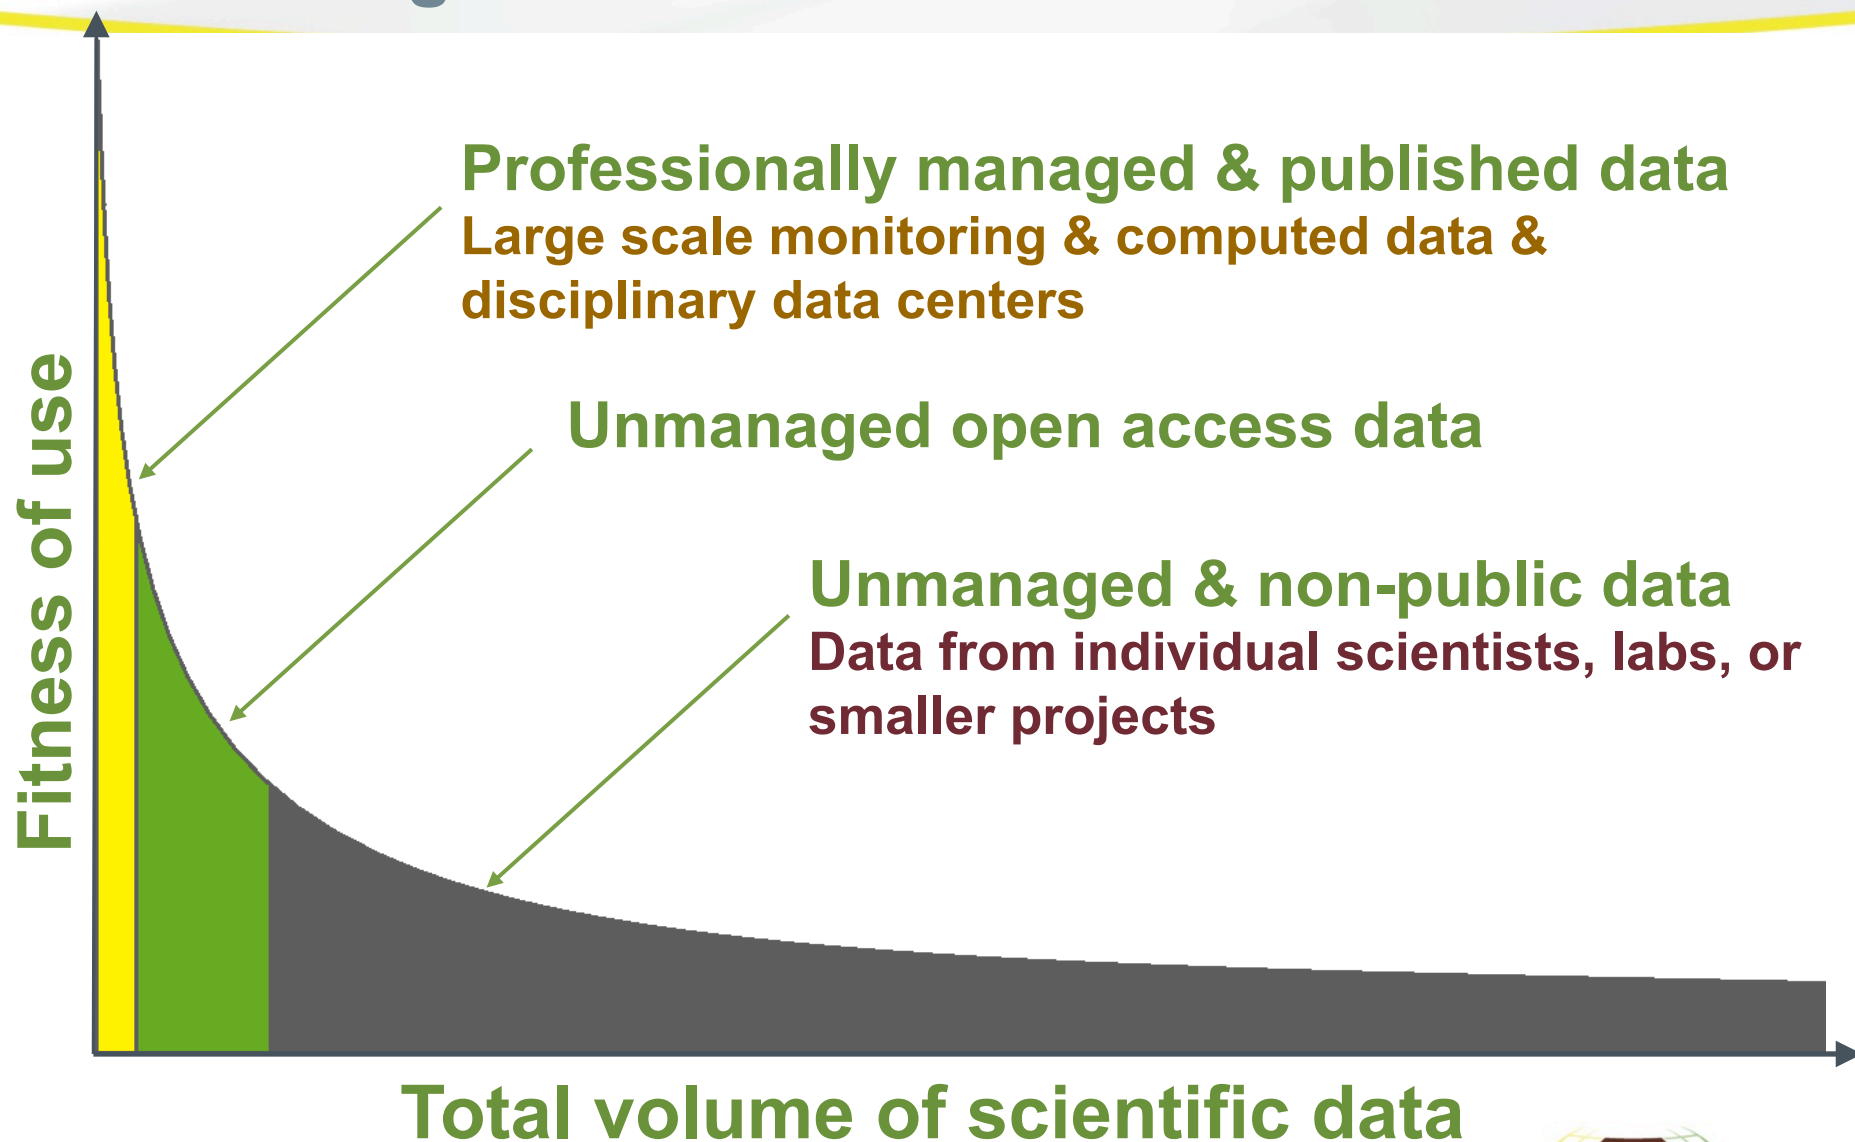 Professionally managed & published data
Large scale monitoring & computed data &
disciplinary data centers
Unmanaged open access data
Unmanaged & non-public data
Data from individual scientists, labs, or
smaller projects
Fitness of use
Total volume of scientific data